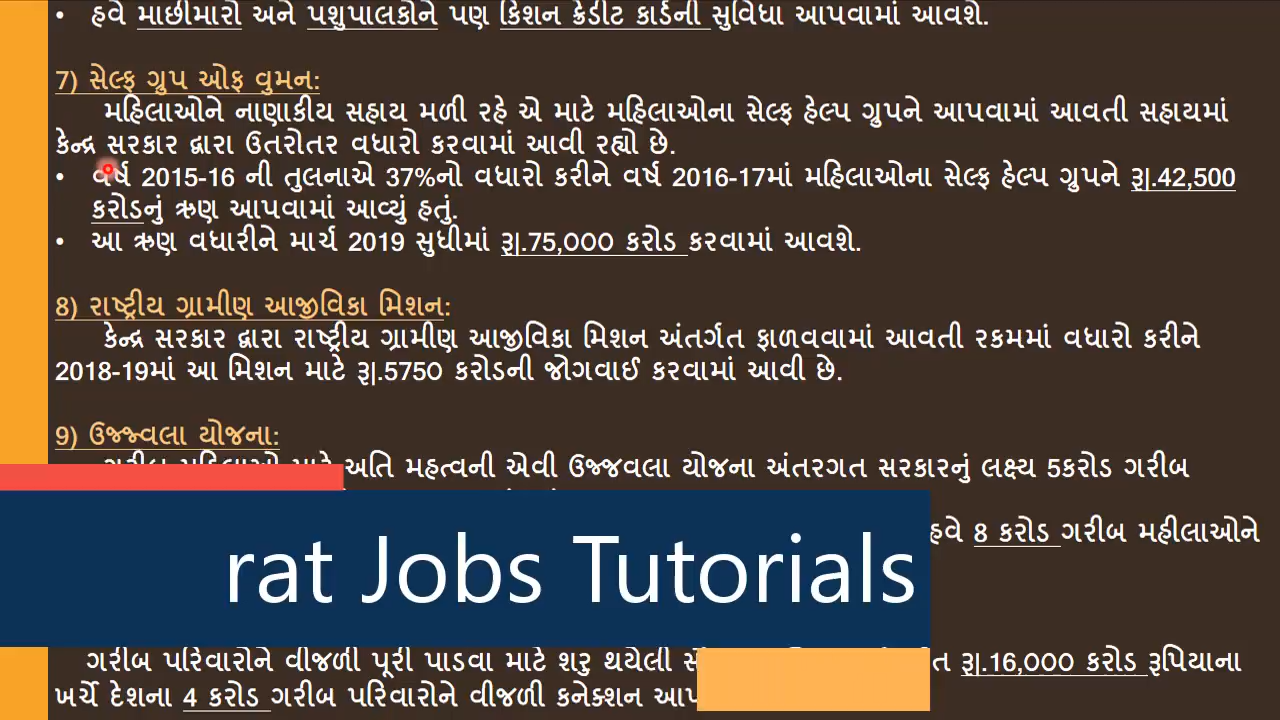 • હવે માછીમારો અને પશુપાલકોને પણ કિશન ક્રેડીટ કાર્ડની સુવિધા આપવામાં આવશે.
7) સેલ્ફ ગ્રુપ ઓફ વુમન:
મહિલાઓને નાણાકીય સહાય મળી રહે એ માટે મહિલાઓના સેલ્ફ હેલ્પ ગ્રુપને આપવામાં આવતી સહાયમાં
કેન્દ્ર સરકાર દ્વારા ઉતરોતર વધારો કરવામાં આવી રહ્યો છે.
• વર્ષ 2015-16 ની તુલનાએ 37%નો વધારો કરીને વર્ષ 2016-17માં મહિલાઓના સેલ્ફ હેલ્પ ગ્રુપને રૂ|.42,500
કરોડનું ઋણ આપવામાં આવ્યું હતું.
• આ ઋણ વધારીને માર્ચ 2019 સુધીમાં રૂ|.75,000 કરોડ કરવામાં આવશે.
8) રાષ્ટ્રીય ગ્રામીણ આજીવિકા મિશન:
કેન્દ્ર સરકાર દ્વારા રાષ્ટ્રીય ગ્રામીણ આજીવિકા મિશન અંતર્ગત ફાળવવામાં આવતી રકમમાં વધારો કરીને
2018-19માં આ મિશન માટે રૂ|.5750 કરોડની જોગવાઈ કરવામાં આવી છે.
9) ઉજ્જવલા યોજના:
અતિ મહત્વની એવી ઉજ્જવલા યોજના અંતરગત સરકારનું લક્ષ્ય 5કરોડ ગરીબ
હવે 8 કરોડ ગરીબ મહીલાઓને
rat Jobs Tutorials
ગરીબ પરિવારોને વીજળી પૂરી પાડવા માટે શરુ થયેલી રૂ|.16,000 કરોડ રૂપિયાના
ખર્ચે દેશના 4 કરોડ ગરીબ પરિવારોને વીજળી કનેક્શન